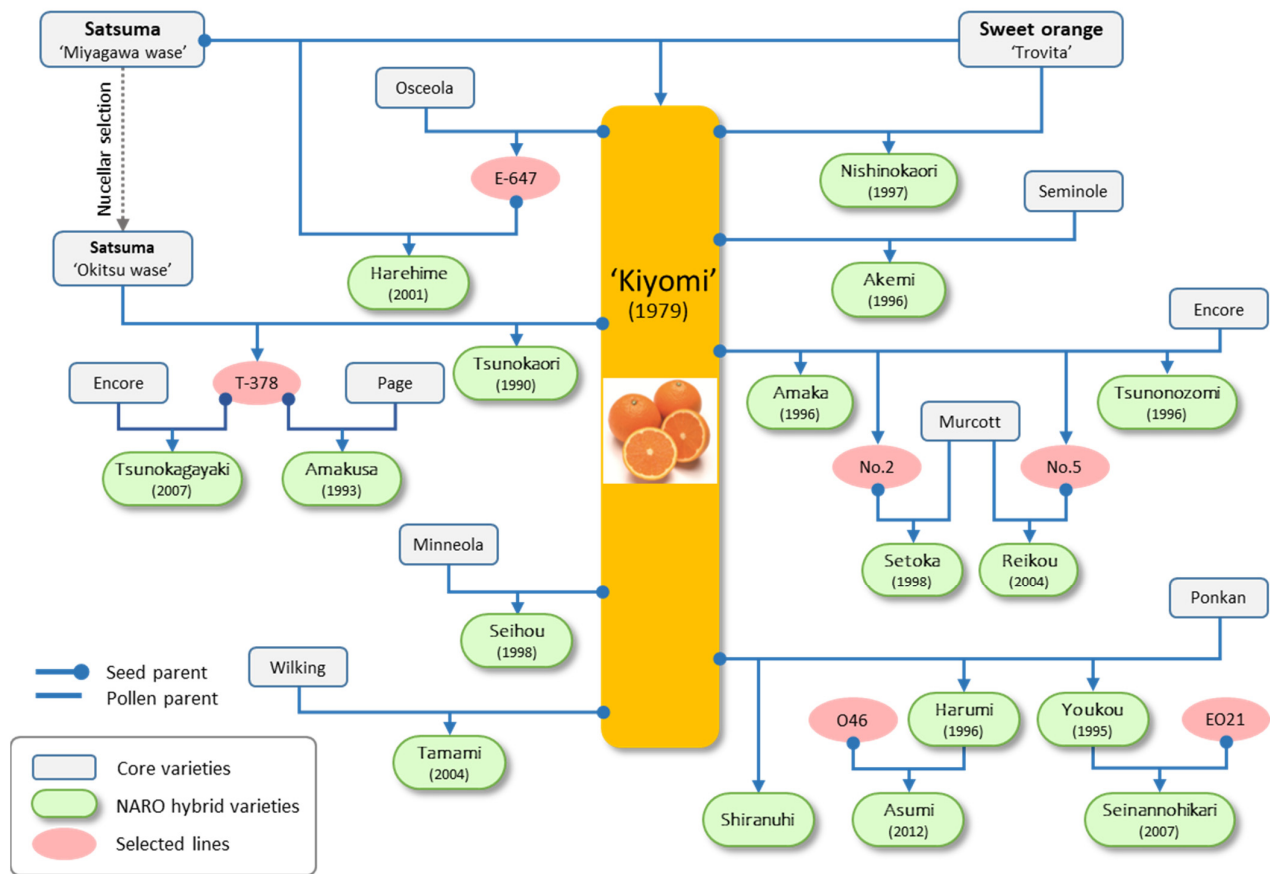 Satsuma
‘Miyagawa wase’
Sweet orange
‘Trovita’
Nucellar selction
Osceola
E-647
Nishinokaori
(1997)
Seminole
Satsuma
‘Okitsu wase’
Harehime
(2001)
‘Kiyomi’
(1979)
Akemi
(1996)
Encore
Encore
T-378
Page
Tsunokaori
(1990)
Amaka
(1996)
Murcott
Tsunonozomi
(1996)
Tsunokagayaki
(2007)
Amakusa
(1993)
No.2
No.5
Minneola
Setoka
(1998)
Reikou
(2004)
Ponkan
Seihou
(1998)
Seed parent
Pollen parent
Wilking
Tamami
(2004)
O46
Harumi
(1996)
Youkou
(1995)
EO21
Shiranuhi
Asumi
(2012)
Seinannohikari
(2007)
Core varieties
NARO hybrid varieties
Selected lines